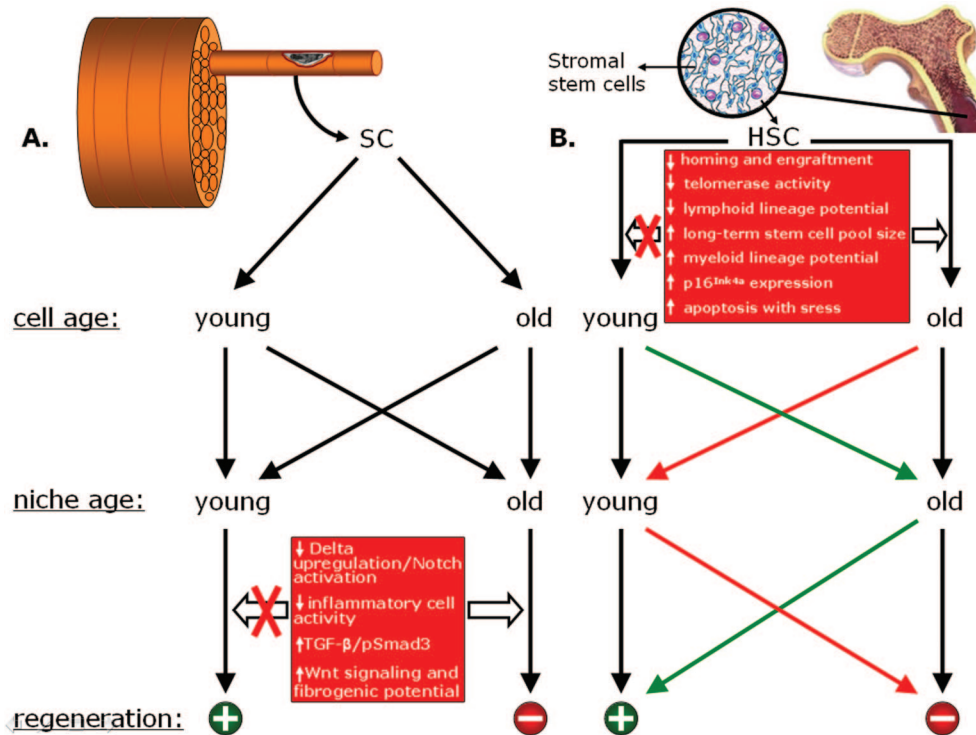 Stromal
stem cells
A.
SC
B.
HSC
homing and engraftment
telomerase activity
lymphoid lineage potential
long-term stem cell pool size
myeloid lineage potential
p16Ink4a expression
apoptosis with sress
cell age:
young
old
young
old
niche age:
young
old
young
old
Delta
upregulation/Notch
activation
inflammatory cell
activity
TGF-β/pSmad3
Wnt signaling and
fibrogenic potential
regeneration: